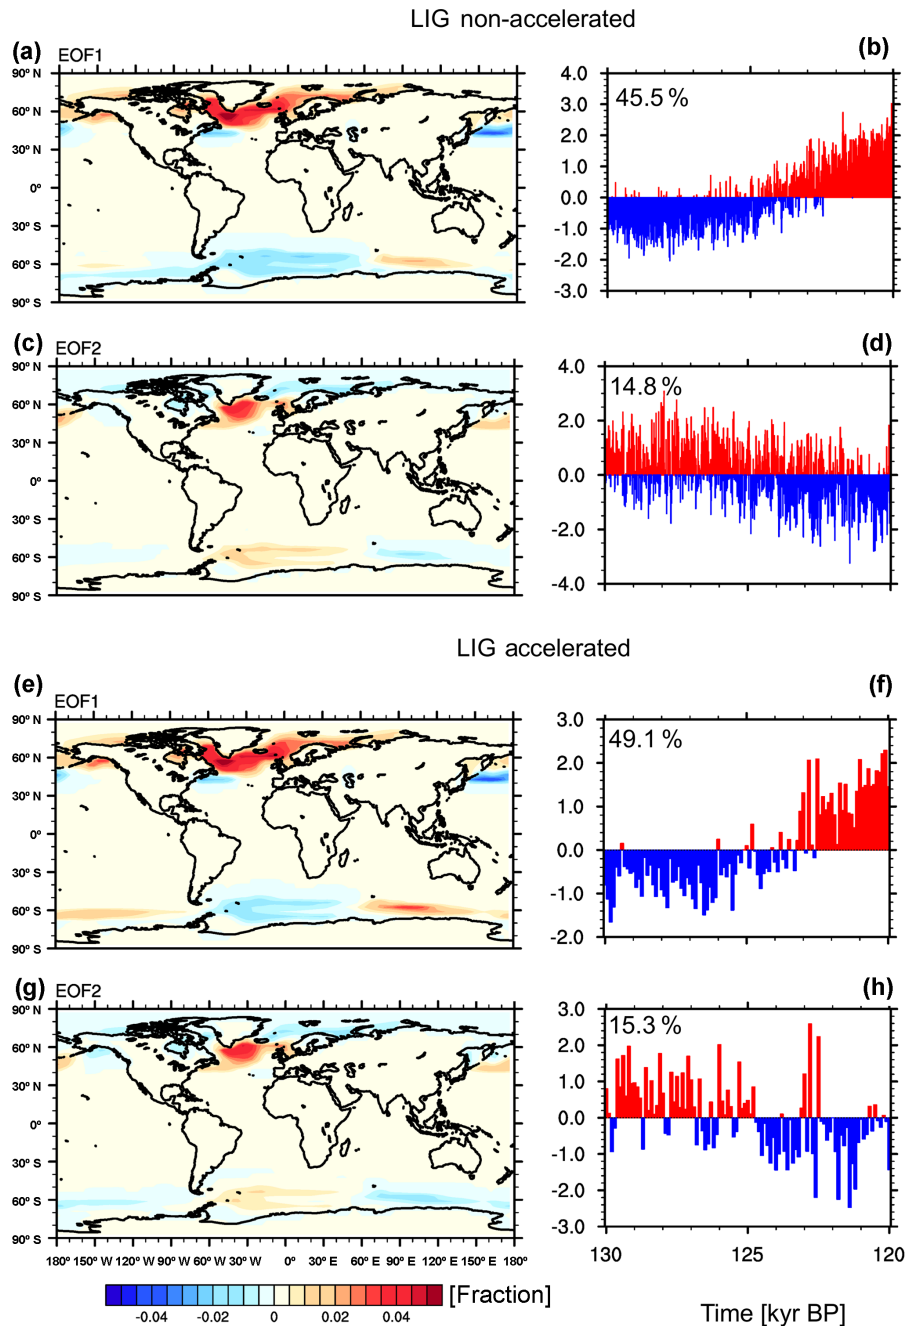 LIG non-accelerated
(a) EOF1 (b)
90° N
60° N
30° N
0°
30° S
60° S
90° S
45.5 %
4.0
3.0
2.0
1.0
0.0
-1.0
-2.0
-3.0
(c) EOF2 (d)
90° N
60° N
30° N
0°
30° S
60° S
90° S
14.8 %
4.0
2.0
0.0
-2.0
-4.0
LIG accelerated
(e) EOF1 (f)
90° N
60° N
30° N
0°
30° S
60° S
90° S
49.1 %
3.0
2.0
1.0
0.0
-1.0
-2.0
(g) EOF2 (h)
90° N
60° N
30° N
0°
30° S
60° S
90° S
15.3 %
3.0
2.0
1.0
0.0
-1.0
-2.0
-3.0
180° 150° W 120° W 90° W 60° W 30° W 0° 30° E 60° E 90° E 120° E 150° E 180°
130 125 120
-0.04 -0.02 0 0.02 0.04 [Fraction]
Time [kyr BP]